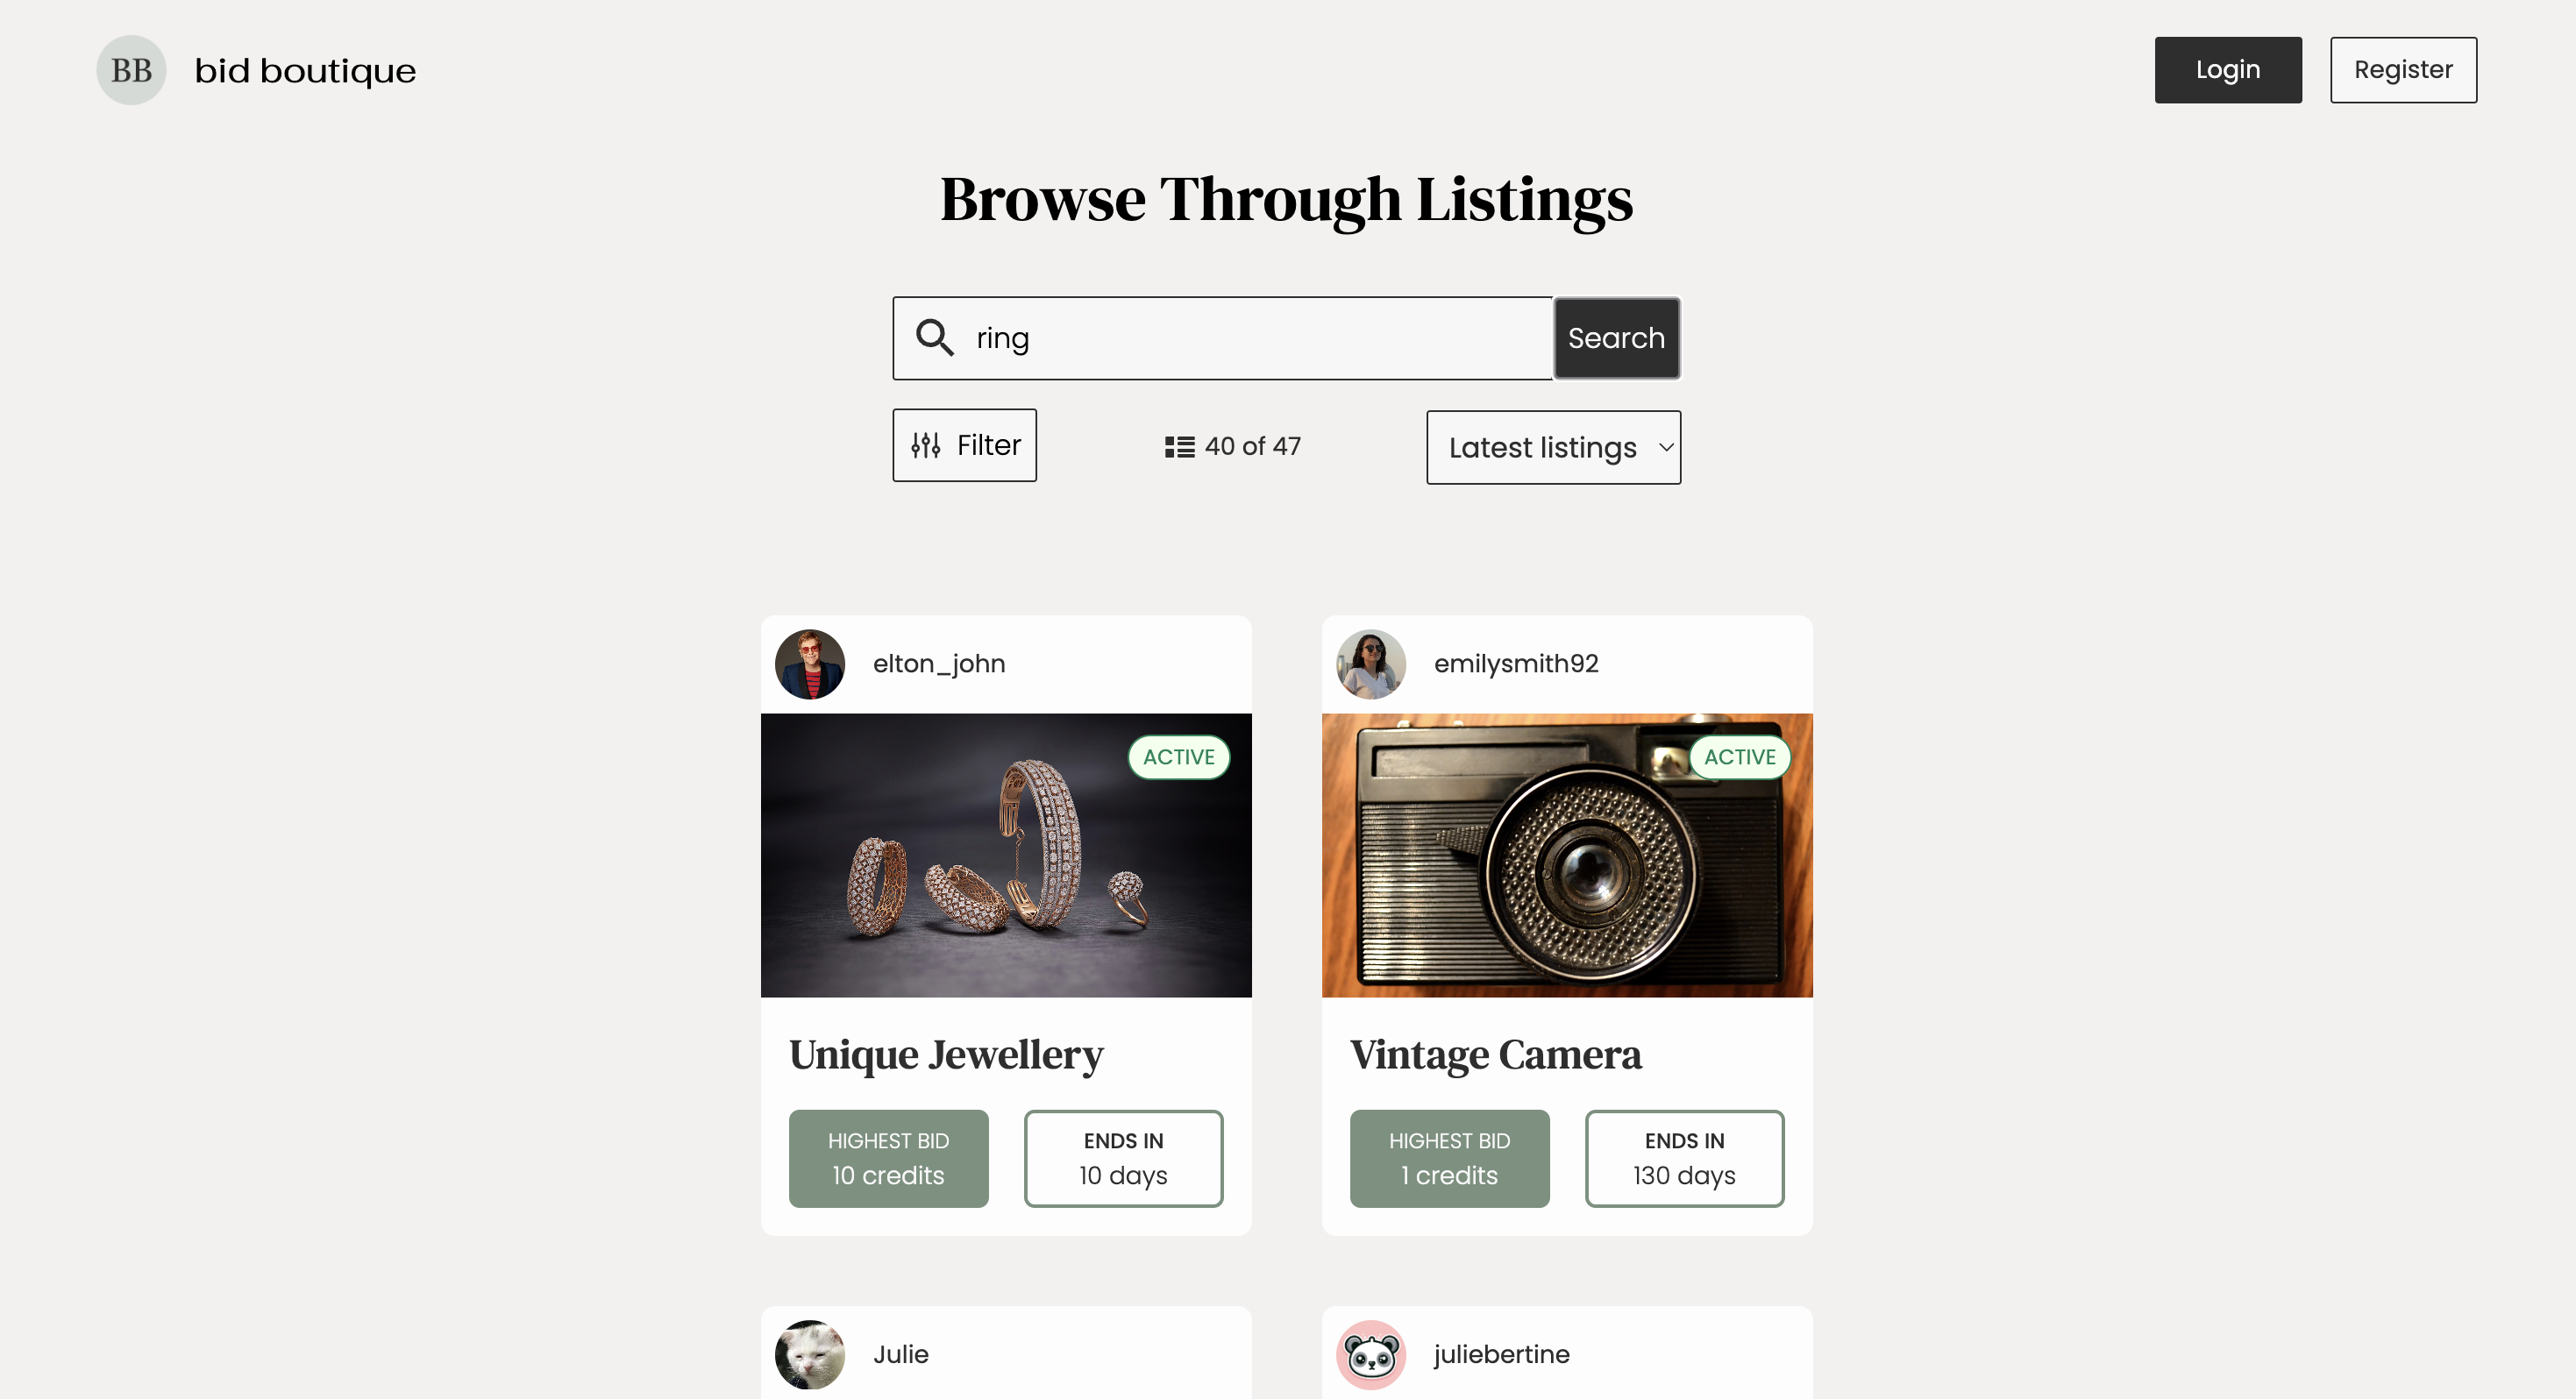 BB bid boutique
Login Register
Browse Through Listings
ring Search
Filter 40 of 47 Latest listings
elton_john emilysmith92
ACTIVE ACTIVE
Unique Jewellery Vintage Camera
HIGHEST BID ENDS IN HIGHEST BID ENDS IN
10 credits 10 days 1 credits 130 days
Julie juliebertine